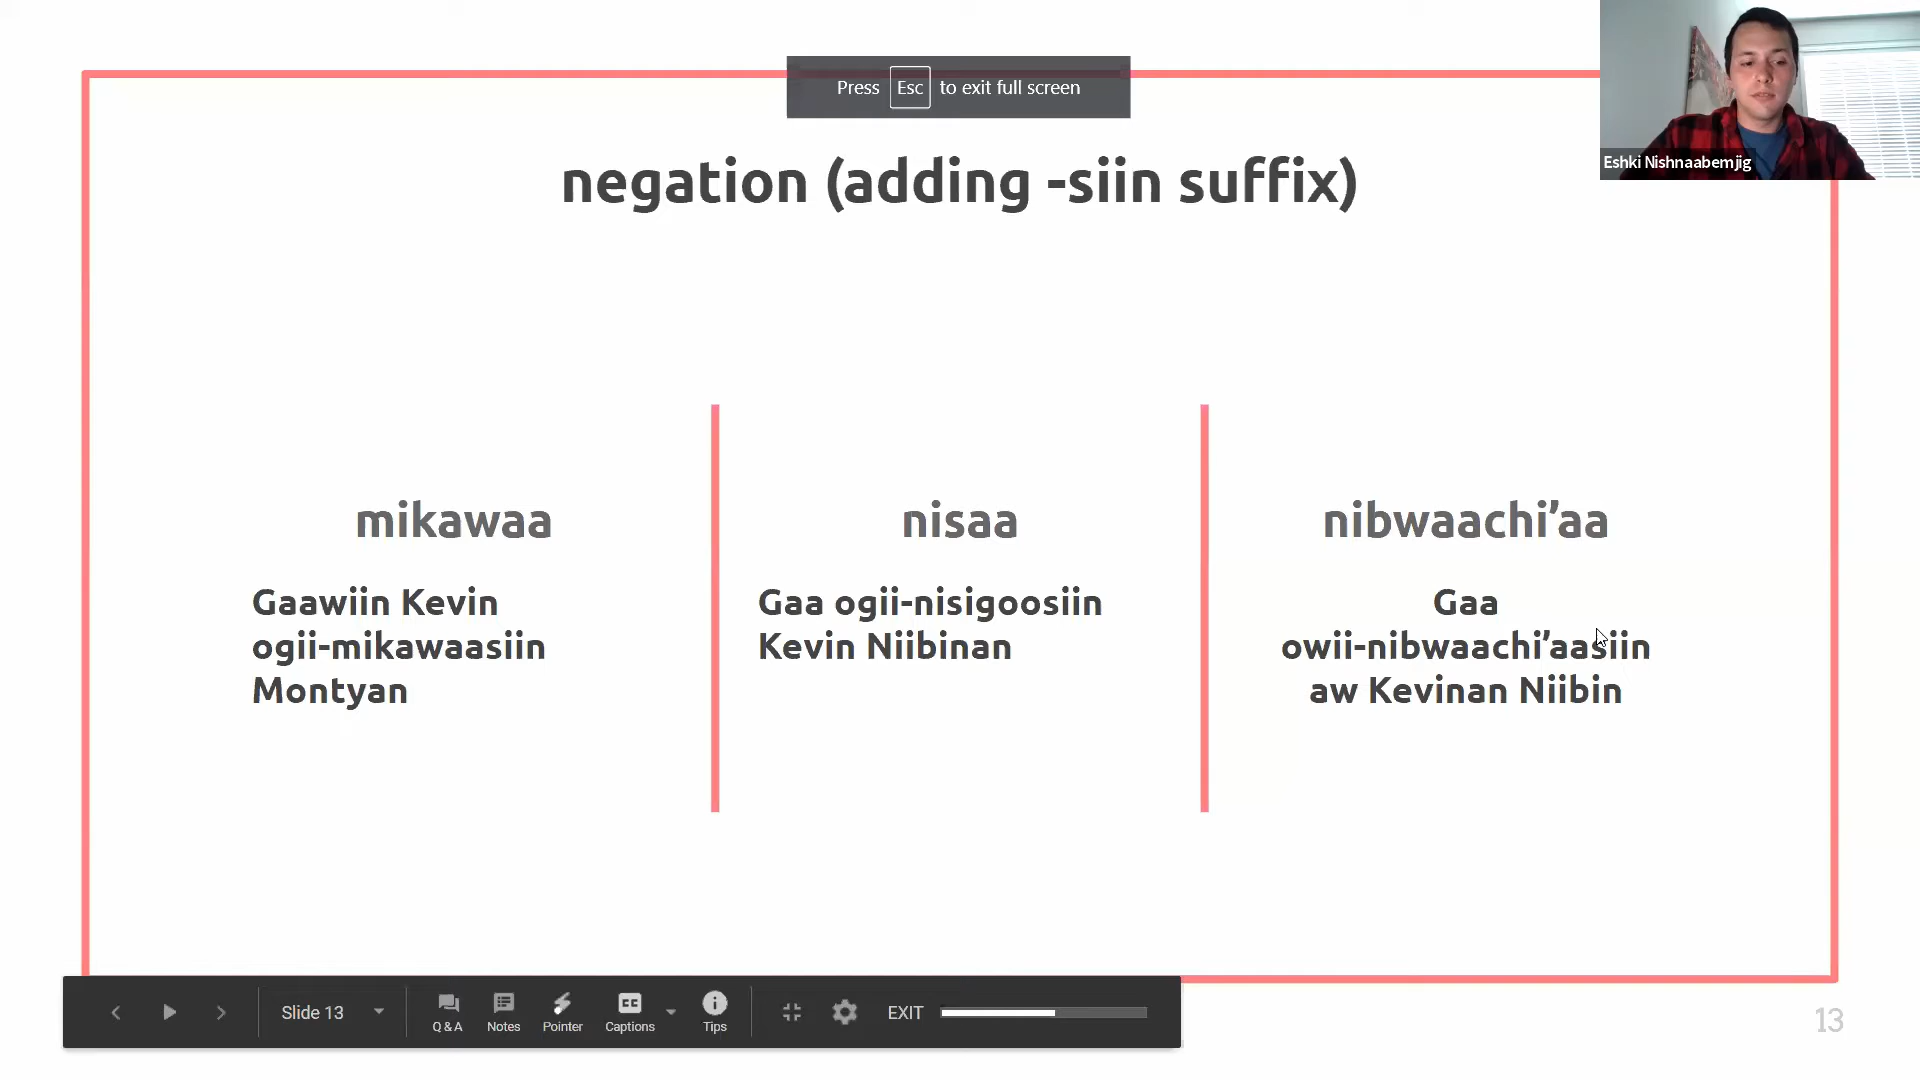 Press Esc to exit full screen
Eshki Nishnaabemjig
negation (adding -siin suffix)
mikawaa
Gaawiin Kevin
ogii-mikawaasiin
Montyan
nisaa
Gaa ogii-nisigoosiin
Kevin Niibinan
nibwaachi’aa
Gaa
owii-nibwaachi’aasiin
aw Kevinan Niibin
Slide 13
Q & A
Notes
Pointer
CC
Captions
Tips
EXIT
13